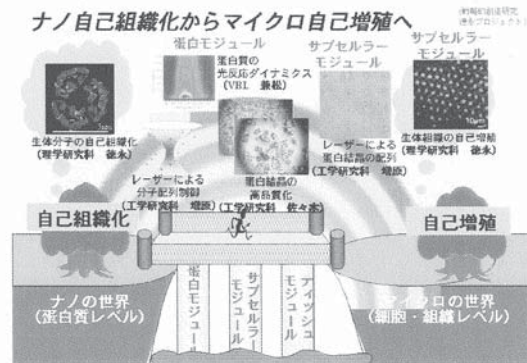 ナノ自己組織化からマイクロ自己増殖へ
蛋白モジュール
サブセルラー
モジュール
サブセルラー
モジュール
蛋白質の
光反応ダイナミクス
(VBL 兼松)
5nm
10μm
生体分子の自己組織化
(理学研究科 徳永)
レーザーによる
分子配列制御
(工学研究科 増原)
蛋白結晶の
高品質化
(工学研究科 佐々木)
レーザーによる
蛋白結晶の配列
(工学研究科 増原)
生体組織の自己増殖
(理学研究科 徳永)
自己組織化
自己増殖
ナノの世界
(蛋白質レベル)
蛋白モジュール
サブセルラー
モジュール
ティッシュ
モジュール
マイクロの世界
(細胞・組織レベル)